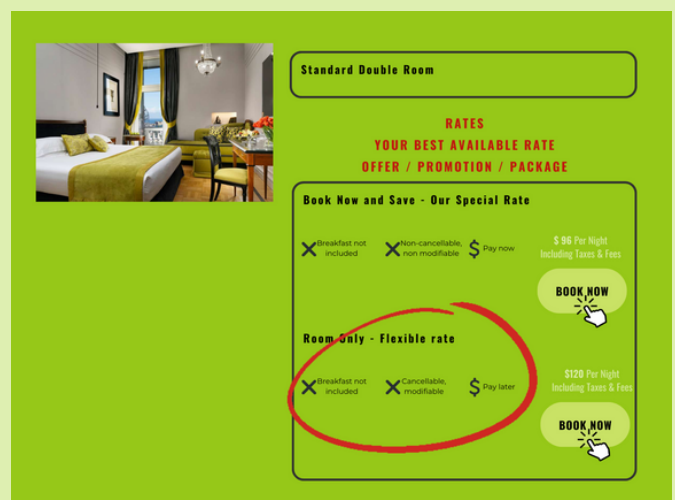 Standard Double Room
RATES
YOUR BEST AVAILABLE RATE
OFFER / PROMOTION / PACKAGE
Book Now and Save - Our Special Rate
Breakfast not
included
Non-cancellable,
non modifiable
$ Pay now
$ 96 Per Night
Including Taxes & Fees
BOOK NOW
Room Only - Flexible rate
Breakfast not
included
Cancellable,
modifiable
$ Pay later
$120 Per Night
Including Taxes & Fees
BOOK NOW